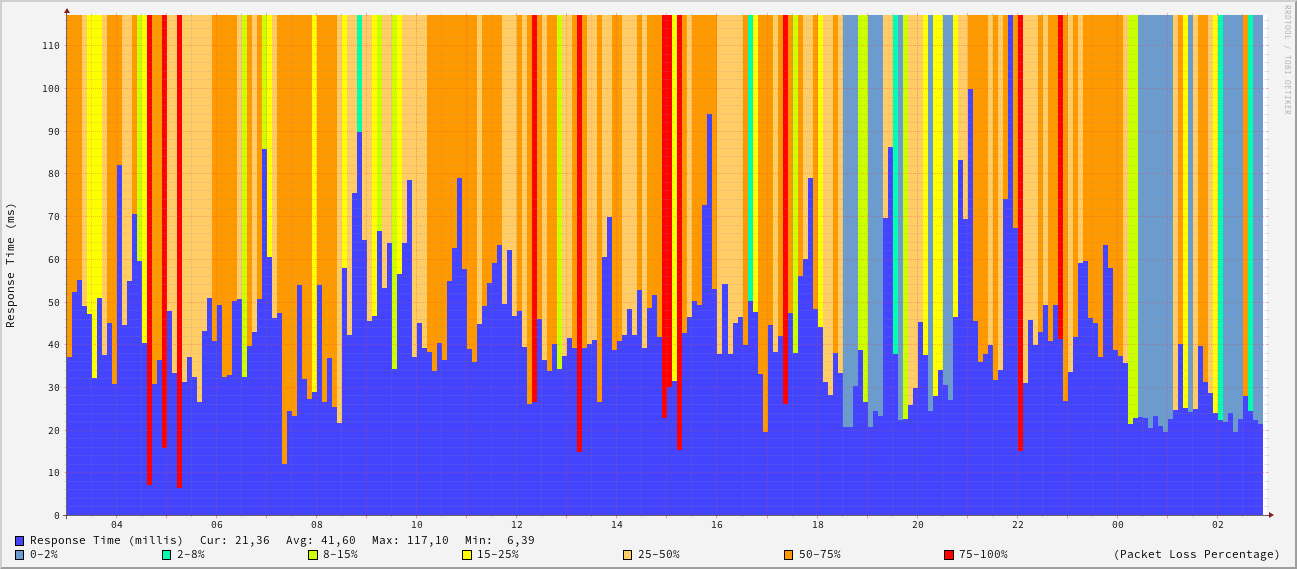 RRDTOOL / TOBI OETIKER
Response Time (ms)
110
100
90
80
70
60
50
40
30
20
10
0
04 06 08 10 12 14 16 18 20 22 00 02
Response Time (millis) Cur: 21,36 Avg: 41,60 Max: 117,10 Min: 6,39
0-2% 2-8% 8-15% 15-25% 25-50% 50-75% 75-100% (Packet Loss Percentage)